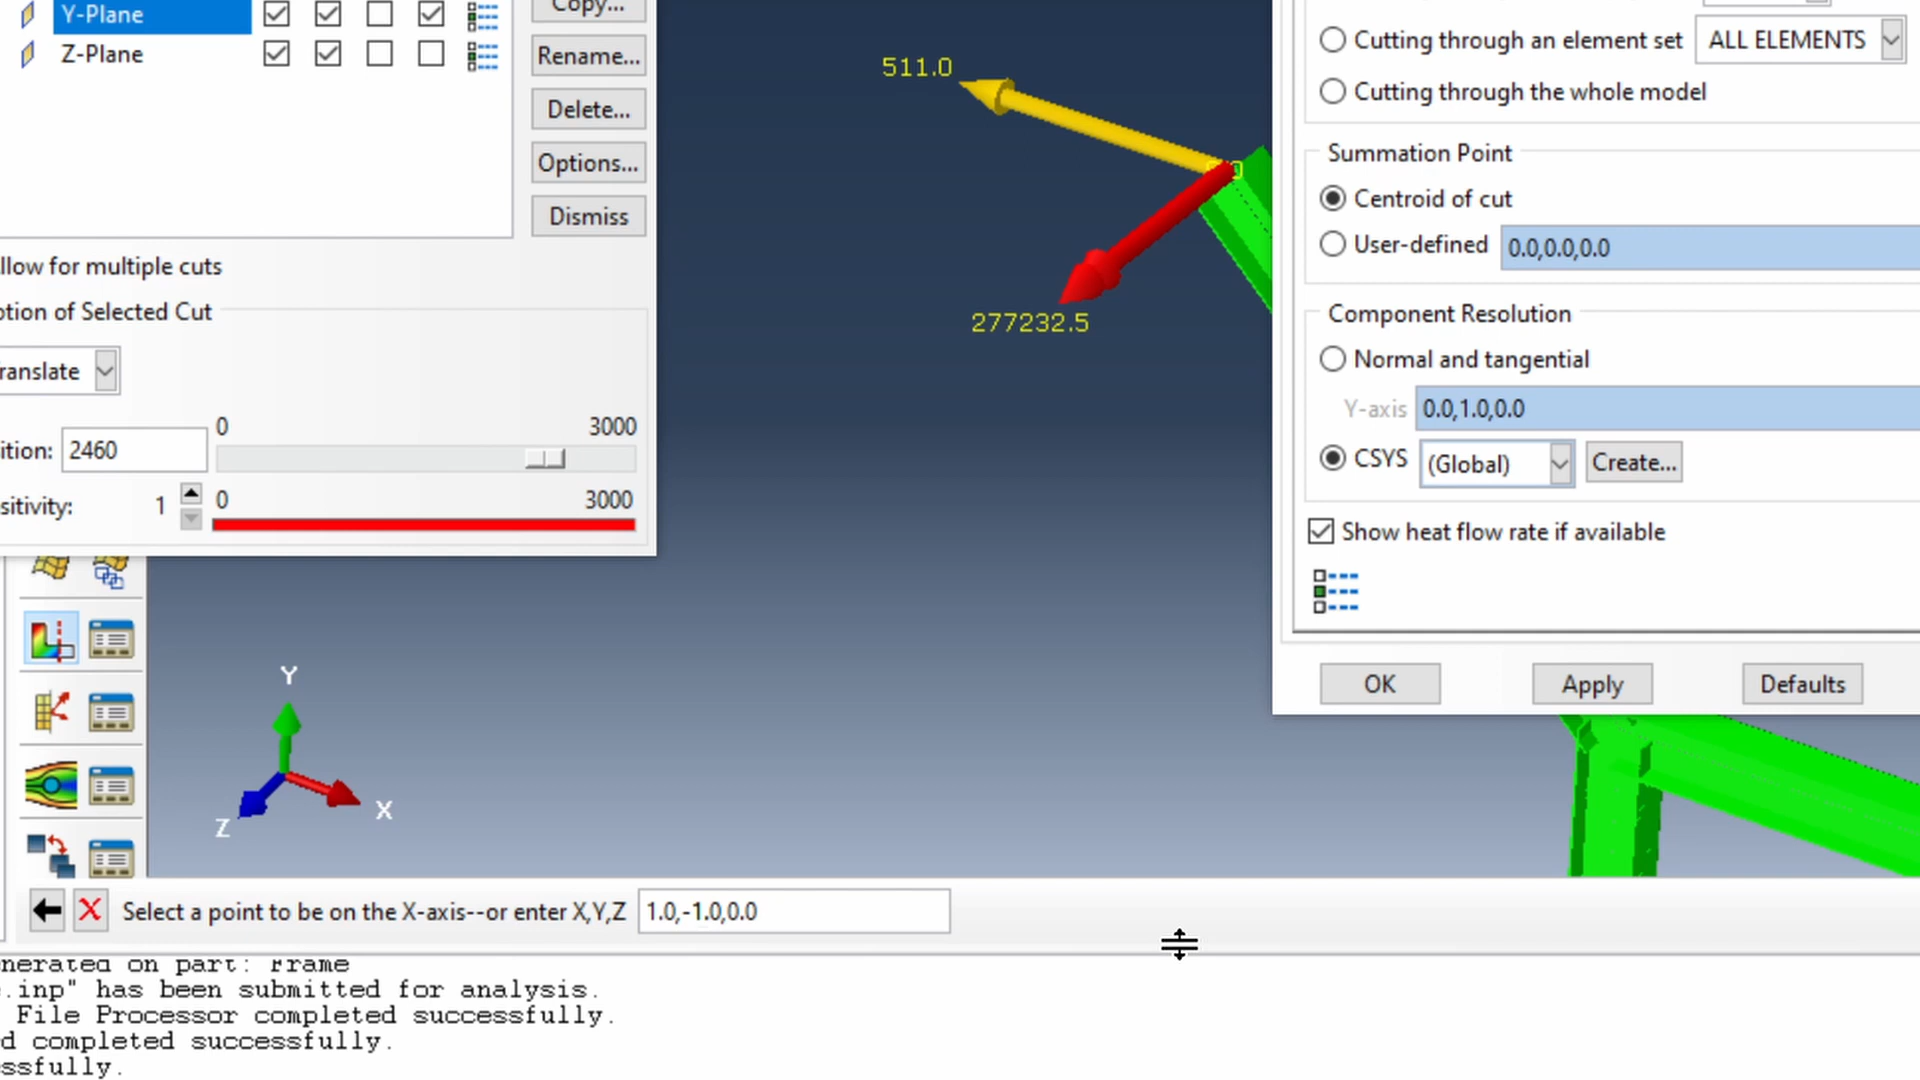 Y-Plane
Z-Plane
Copy...
Rename...
Delete...
Options...
Dismiss
llow for multiple cuts
otion of Selected Cut
ranslate
0 3000
ition: 2460
sitivity: 1 0 3000
511.0
277232.5
Cutting through an element set ALL ELEMENTS
Cutting through the whole model
Summation Point
Centroid of cut
User-defined 0.0,0.0,0.0
Component Resolution
Normal and tangential
Y-axis 0.0,1.0,0.0
CSYS (Global) Create...
Show heat flow rate if available
OK Apply Defaults
Y
X
Z
Select a point to be on the X-axis--or enter X,Y,Z 1.0,-1.0,0.0
nerated on part: Frame
.inp" has been submitted for analysis.
File Processor completed successfully.
d completed successfully.
essfully.